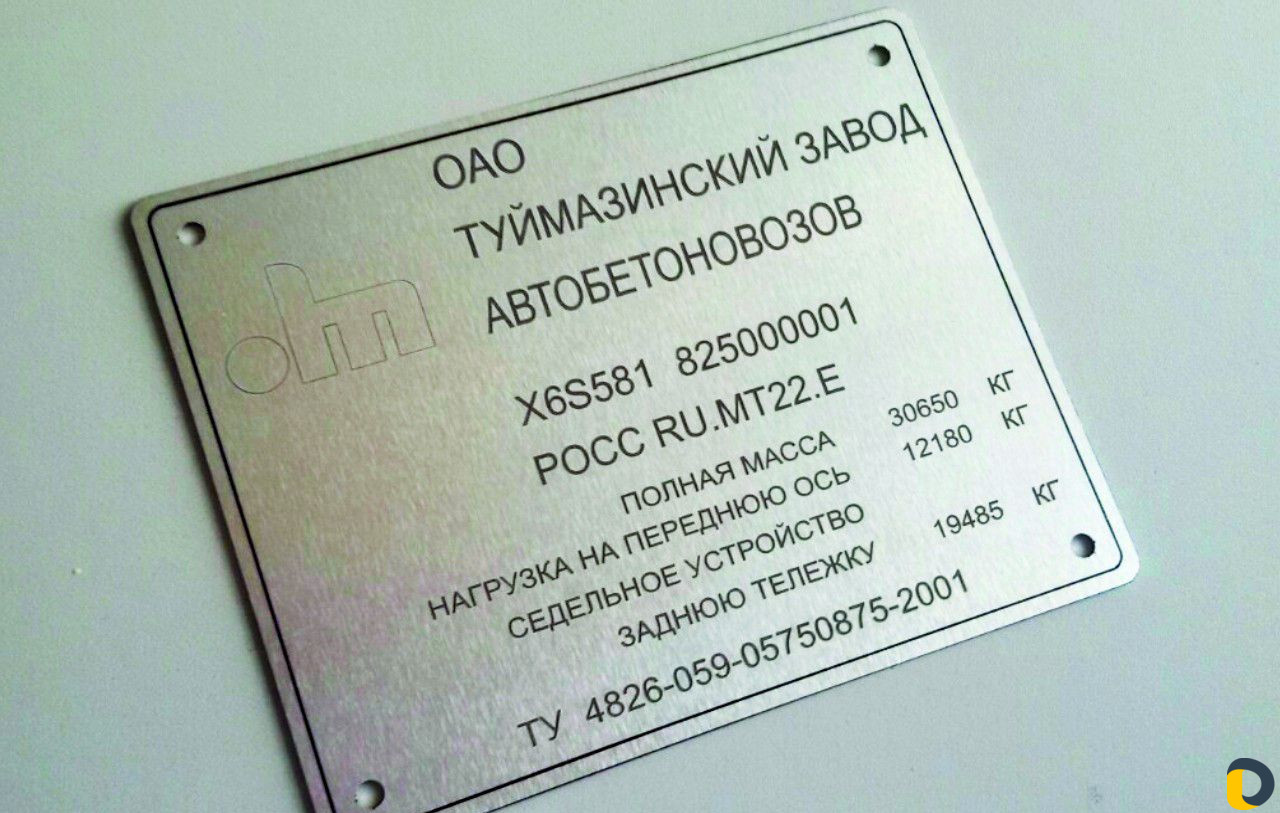 ОАО
ТУЙМАЗИНСКИЙ ЗАВОД
АВТОБЕТОНОВОЗОВ
X6S581 825000001
РОСС RU.MT22.E
ПОЛНАЯ МАССА 30650 КГ
НАГРУЗКА НА ПЕРЕДНЮЮ ОСЬ 12180 КГ
СЕДЕЛЬНОЕ УСТРОЙСТВО
ЗАДНЮЮ ТЕЛЕЖКУ 19485 КГ
ТУ 4826-059-05750875-2001